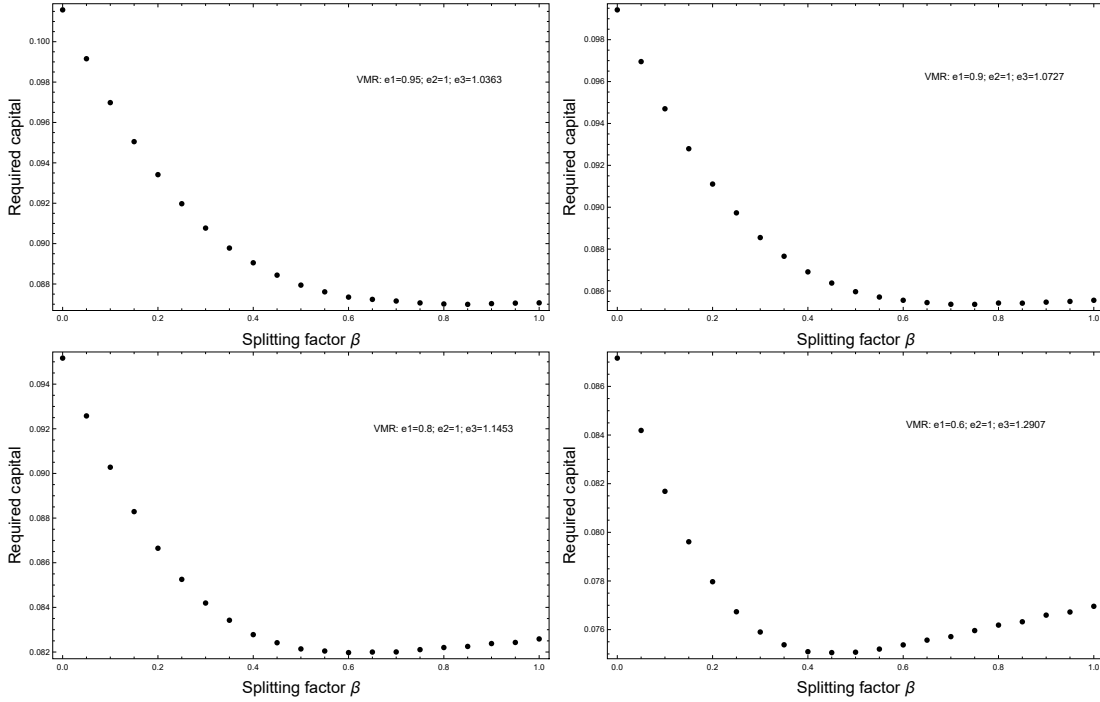 0.100
0.098
0.096
0.094
0.092
0.090
0.088
Required capital
VMR: e1=0.95; e2=1; e3=1.0363
0.0 0.2 0.4 0.6 0.8 1.0
Splitting factor β
0.098
0.096
0.094
0.092
0.090
0.088
0.086
Required capital
VMR: e1=0.9; e2=1; e3=1.0727
0.0 0.2 0.4 0.6 0.8 1.0
Splitting factor β
0.094
0.092
0.090
0.088
0.086
0.084
0.082
Required capital
VMR: e1=0.8; e2=1; e3=1.1453
0.0 0.2 0.4 0.6 0.8 1.0
Splitting factor β
0.086
0.084
0.082
0.080
0.078
0.076
Required capital
VMR: e1=0.6; e2=1; e3=1.2907
0.0 0.2 0.4 0.6 0.8 1.0
Splitting factor β